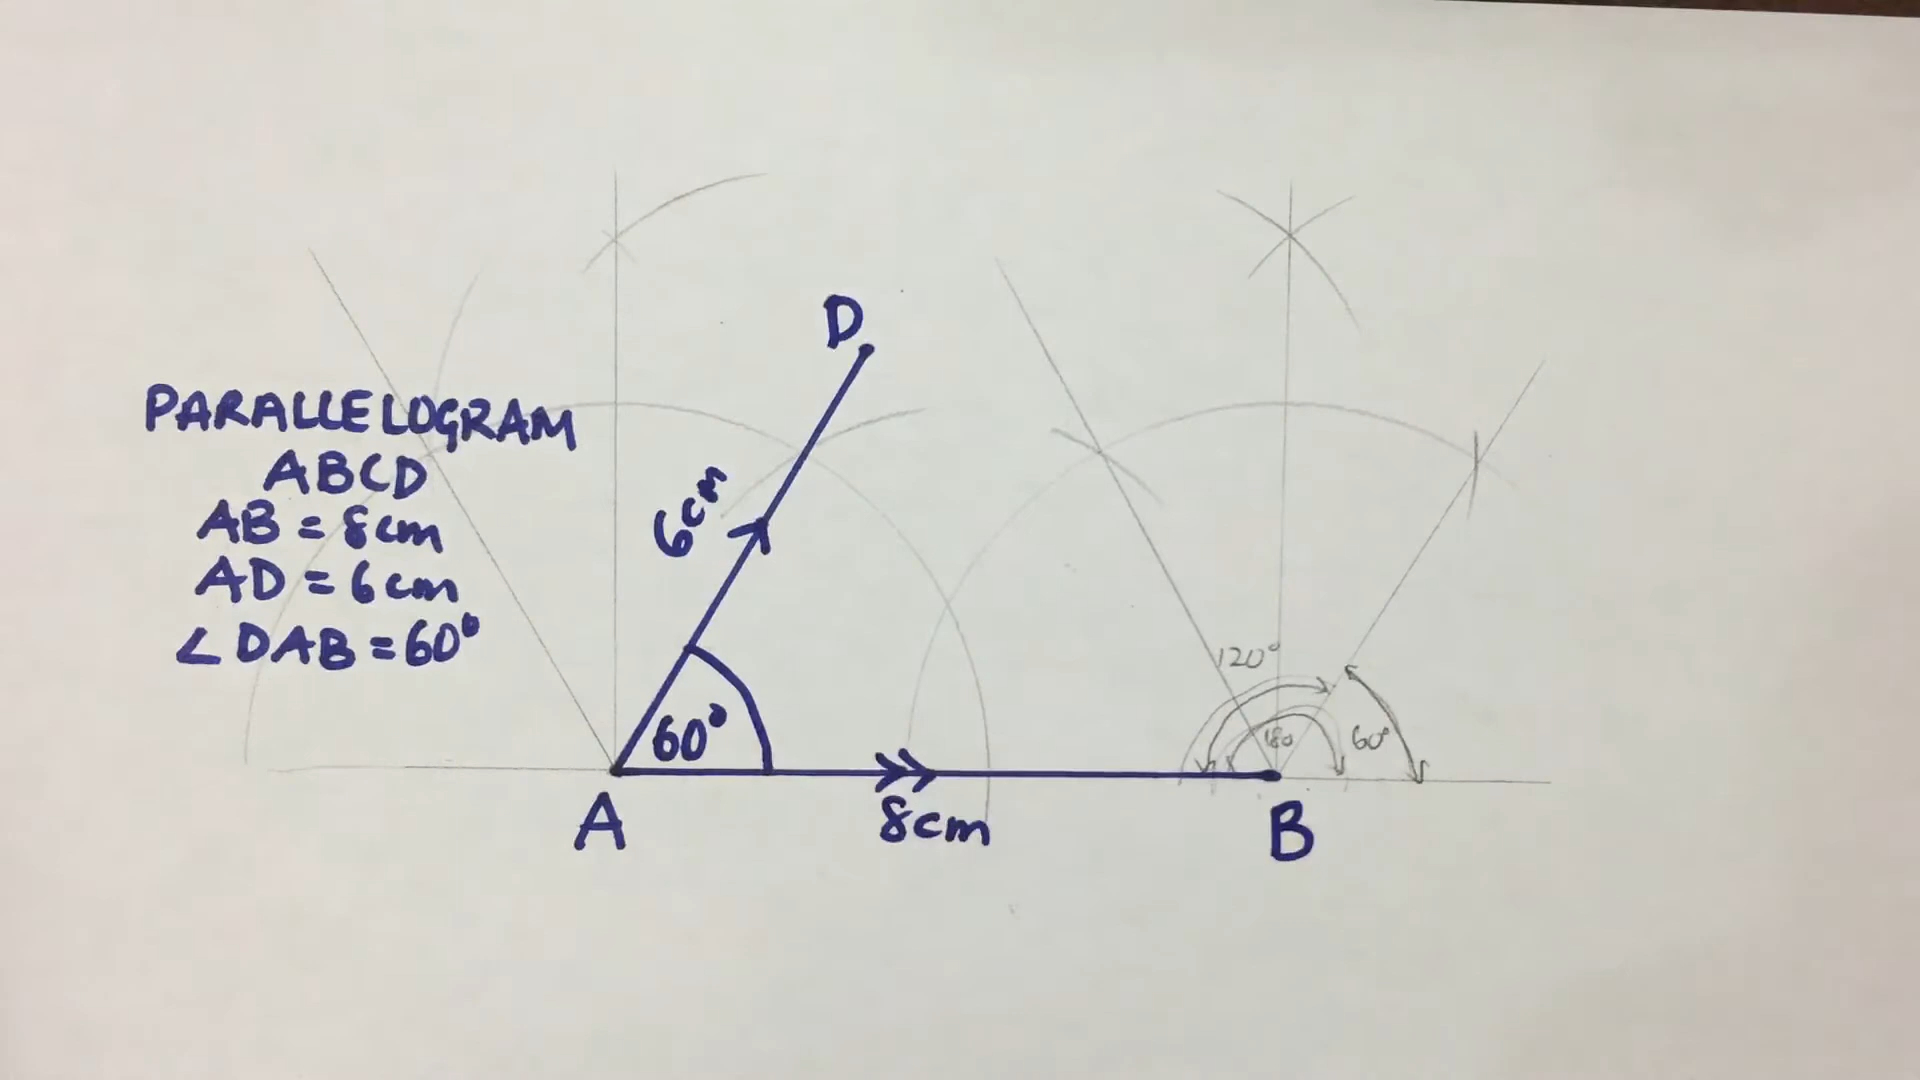 PARALLELOGRAM
ABCD
AB = 8cm
AD = 6cm
∠DAB = 60°
D
6cm
60°
A
8cm
B
120°
180
60°